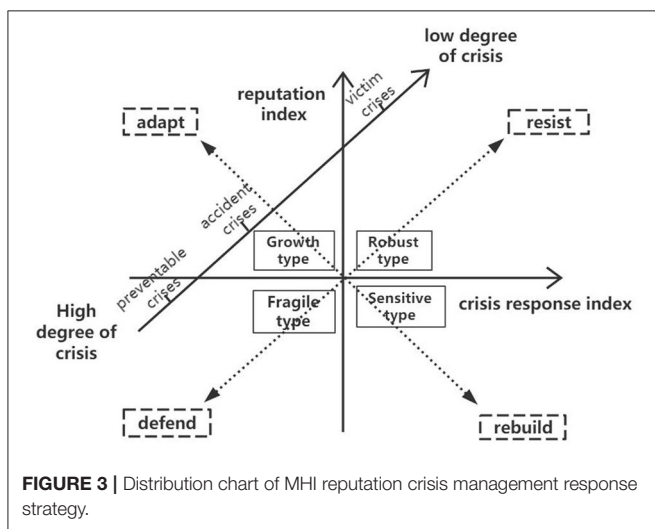 low degree
of crisis
reputation
index
victim
crises
adapt
resist
accident
crises
Growth
type
Robust
type
preventable
crises
Fragile
type
Sensitive
type
crisis response index
High
degree of
crisis
defend
rebuild
FIGURE 3 | Distribution chart of MHI reputation crisis management response
strategy.